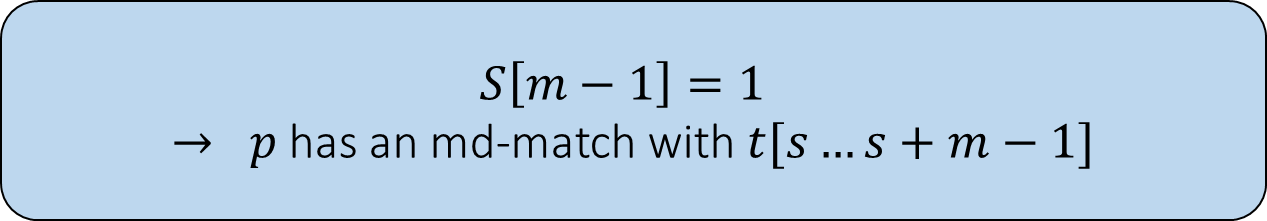 S[m − 1] = 1
→ p has an md-match with t[s … s + m − 1]